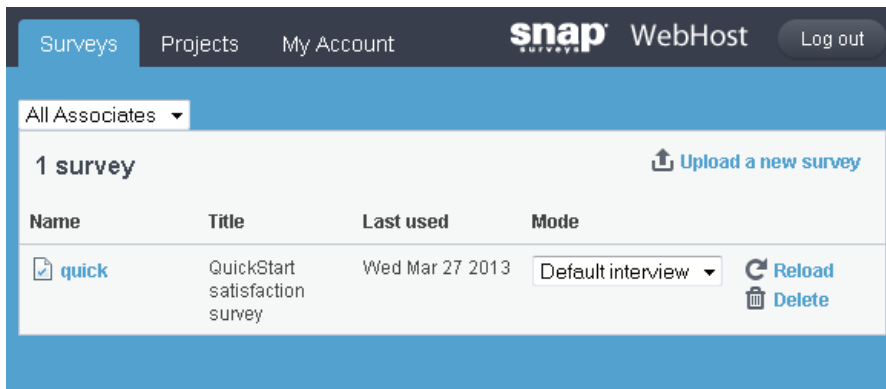 Surveys Projects My Account snap surveys WebHost Log out
All Associates
1 survey Upload a new survey
Name Title Last used Mode
quick QuickStart Wed Mar 27 2013 Default interview Reload
satisfaction Delete
survey